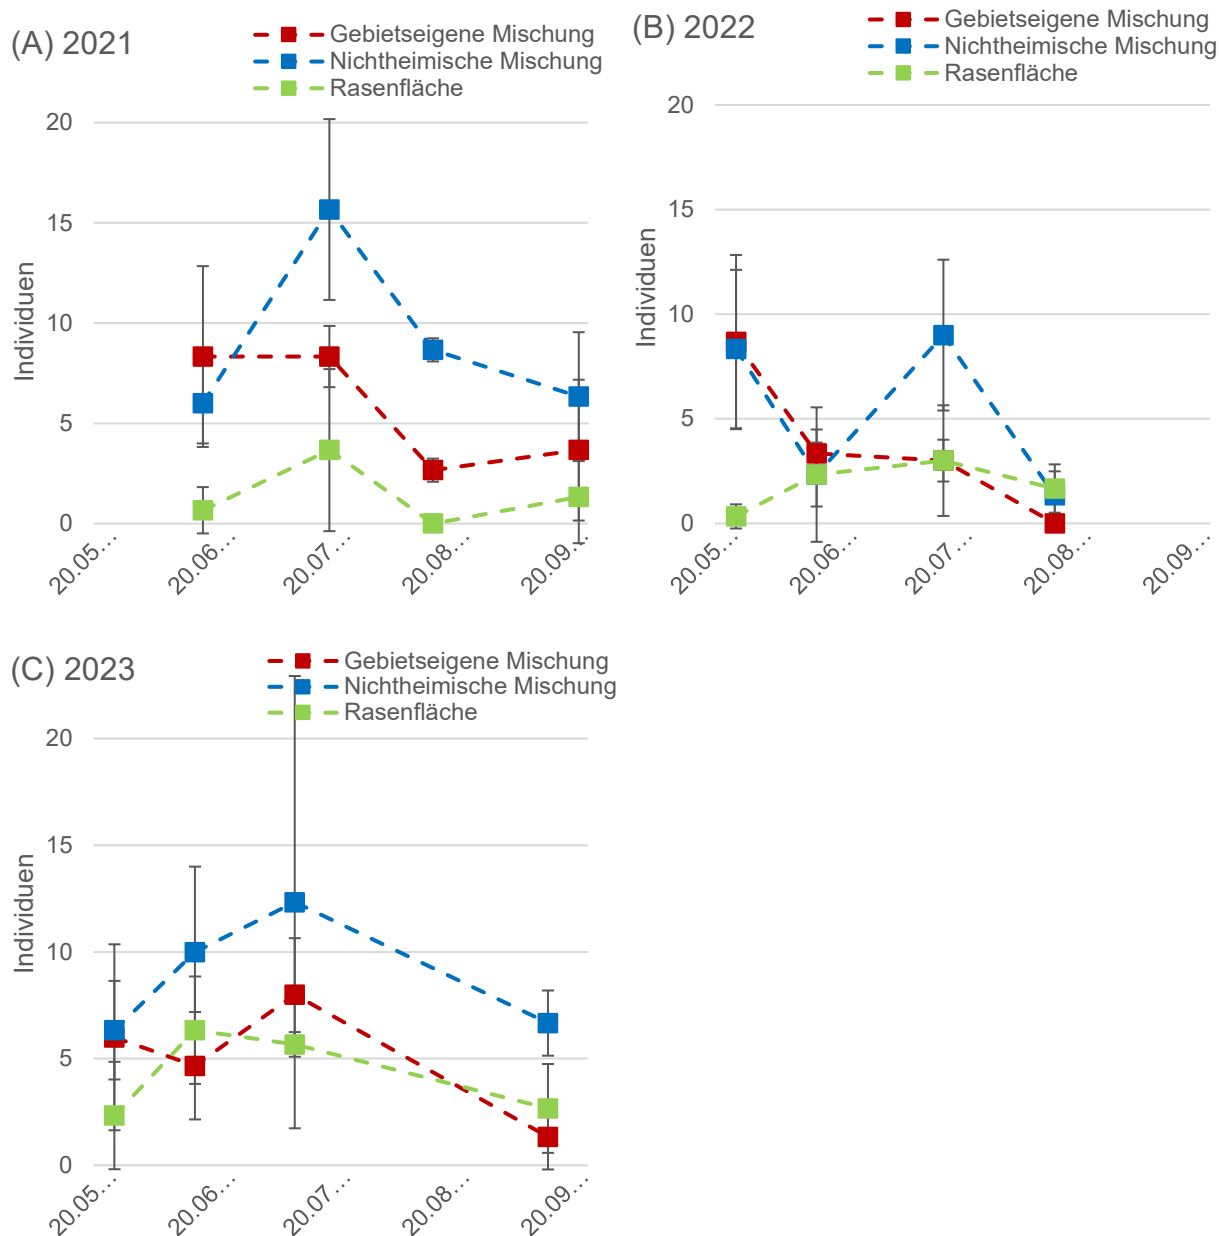 (A) 2021
Gebietseigene Mischung
Nichtheimische Mischung
Rasenfläche
Individuen
20
15
10
5
0
20.05…
20.06…
20.07…
20.08…
20.09…
(B) 2022
Gebietseigene Mischung
Nichtheimische Mischung
Rasenfläche
Individuen
20
15
10
5
0
20.05…
20.06…
20.07…
20.08…
20.09…
(C) 2023
Gebietseigene Mischung
Nichtheimische Mischung
Rasenfläche
Individuen
20
15
10
5
0
20.05…
20.06…
20.07…
20.08…
20.09…